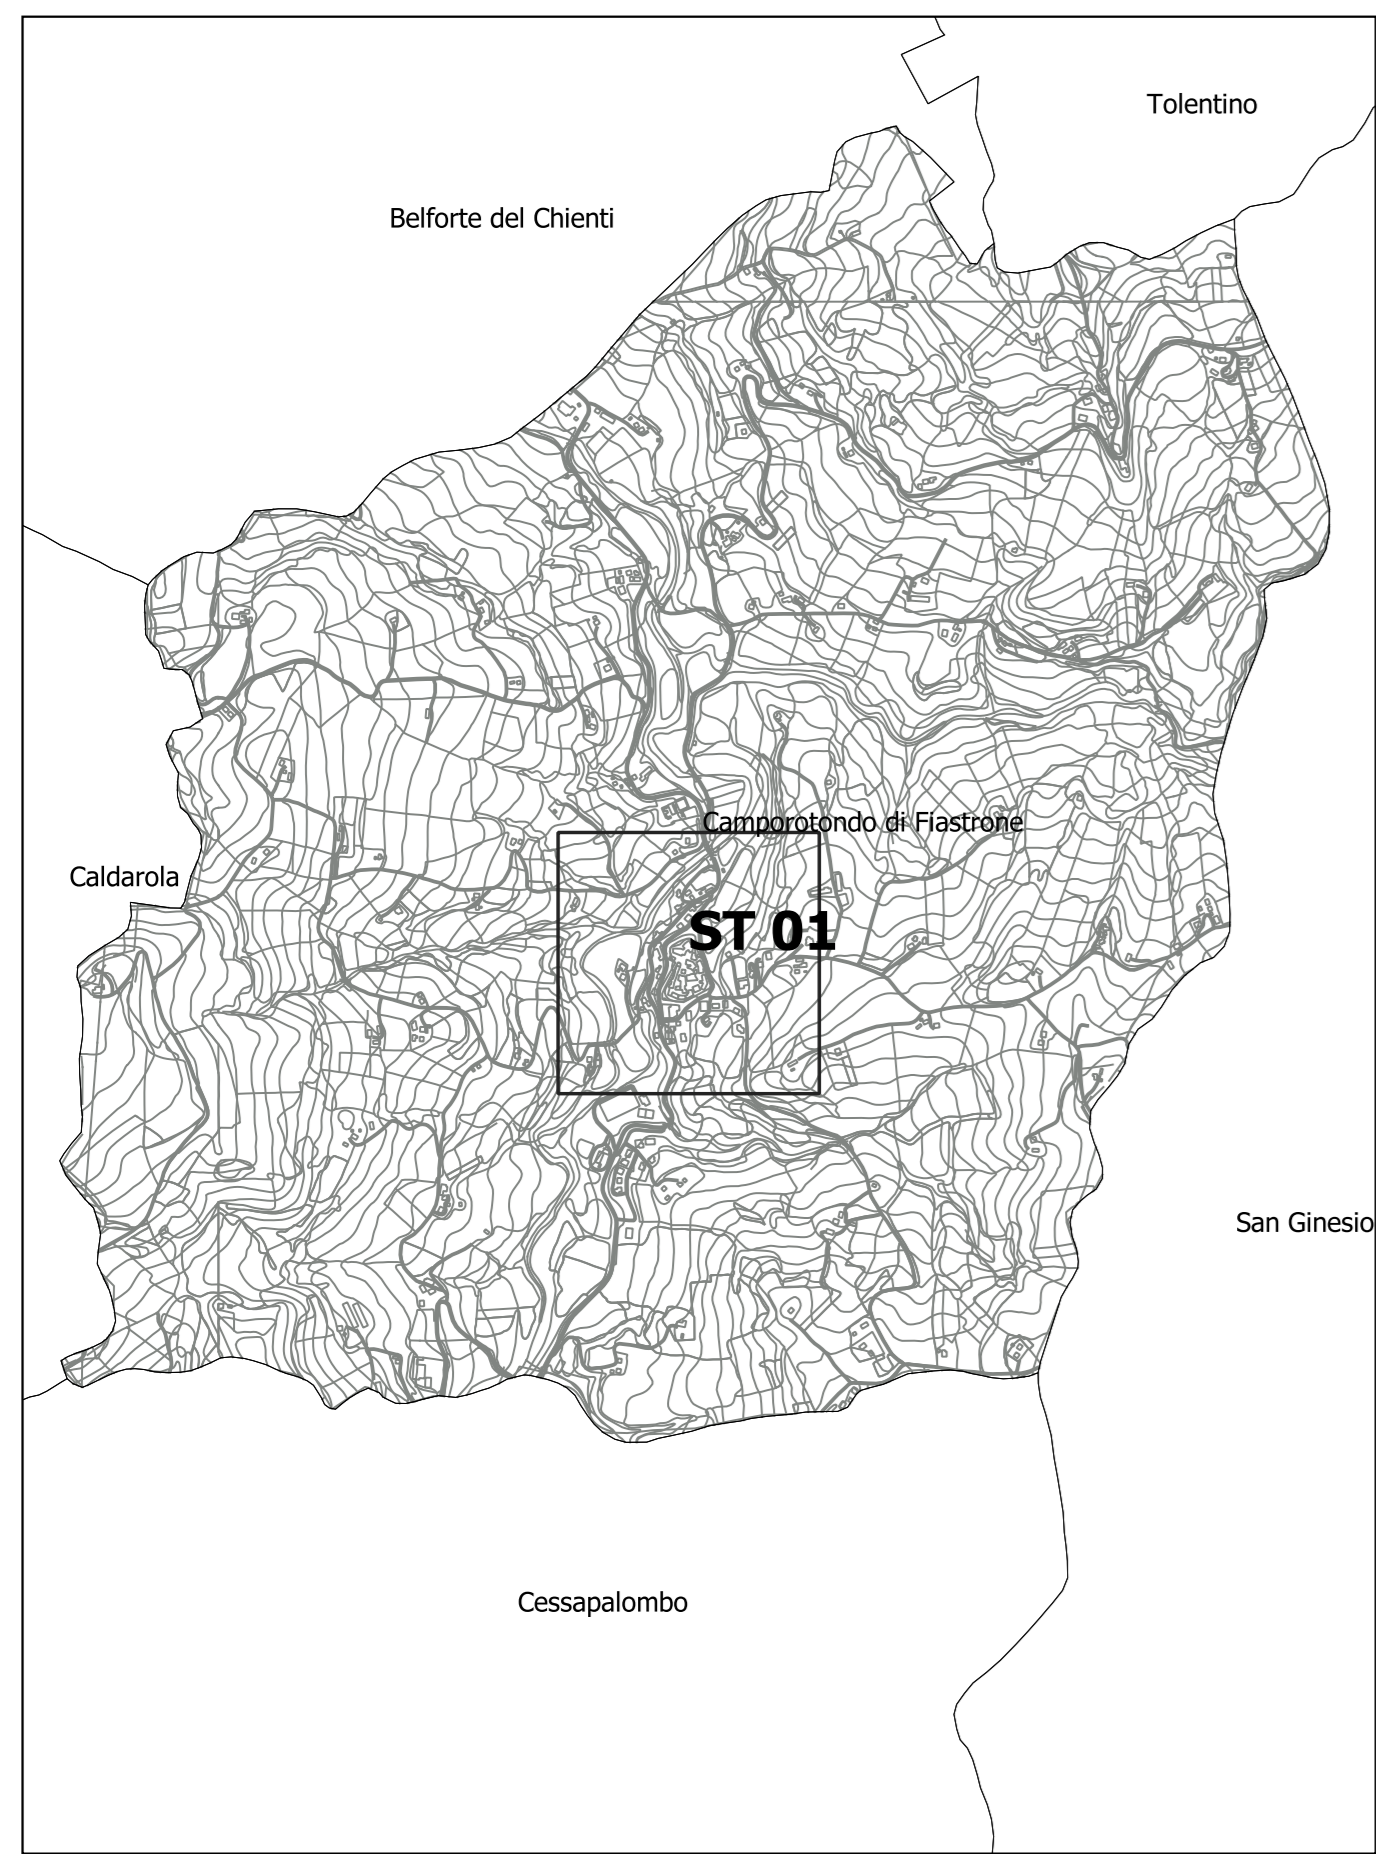 Tolentino
Belforte del Chienti
Camporotondo di Fiastrone
Caldarola
ST 01
San Ginesio
Cessapalombo